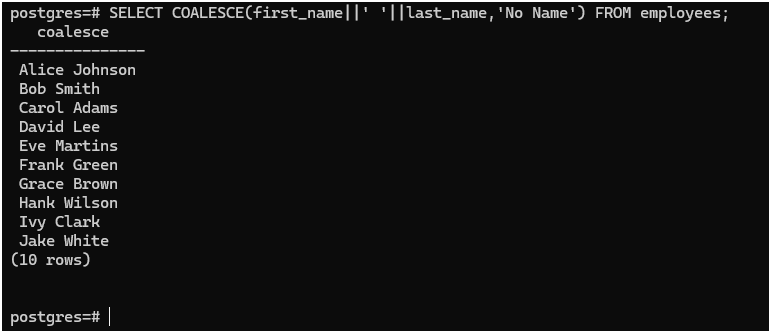 postgres=# SELECT COALESCE(first_name||' '||last_name,'No Name') FROM employees;
   coalesce
---------------
 Alice Johnson
 Bob Smith
 Carol Adams
 David Lee
 Eve Martins
 Frank Green
 Grace Brown
 Hank Wilson
 Ivy Clark
 Jake White
(10 rows)
postgres=#